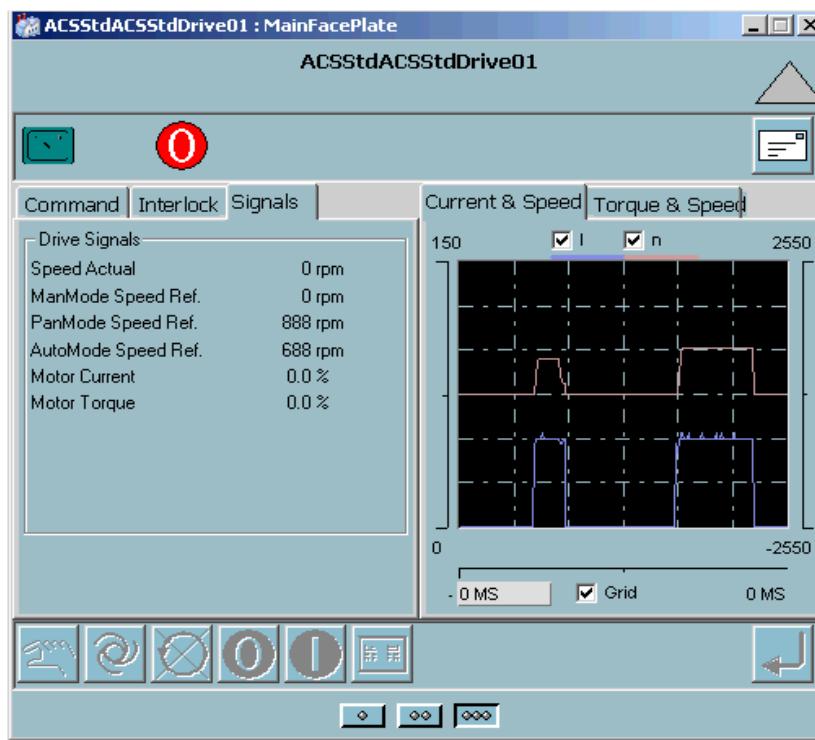 ACSStdACSStdDrive01 : MainFacePlate
ACSStdACSStdDrive01
0
Command Interlock Signals
Current & Speed Torque & Speed
Drive Signals
Speed Actual 0 rpm
ManMode Speed Ref. 0 rpm
PanMode Speed Ref. 888 rpm
AutoMode Speed Ref. 688 rpm
Motor Current 0.0 %
Motor Torque 0.0 %
150 I n 2550
0 -2550
- 0 MS Grid 0 MS